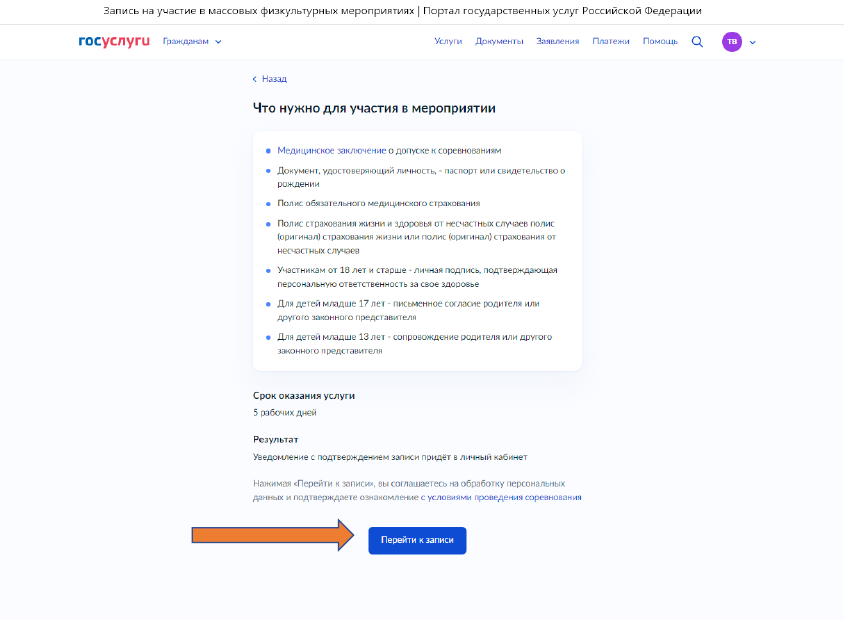 Запись на участие в массовых физкультурных мероприятиях | Портал государственных услуг Российской Федерации
госуслуги Гражданам Услуги Документы Заявления Платежи Помощь ТВ
Назад
Что нужно для участия в мероприятии
Медицинское заключение о допуске к соревнованиям
Документ, удостоверяющий личность, - паспорт или свидетельство о
рождении
Полис обязательного медицинского страхования
Полис страхования жизни и здоровья от несчастных случаев полис
(оригинал) страхования жизни или полис (оригинал) страхования от
несчастных случаев
Участникам от 18 лет и старше - личная подпись, подтверждающая
персональную ответственность за свое здоровье
Для детей младше 17 лет - письменное согласие родителя или
другого законного представителя
Для детей младше 13 лет - сопровождение родителя или другого
законного представителя
Срок оказания услуги
5 рабочих дней
Результат
Уведомление с подтверждением записи придёт в личный кабинет
Нажимая «Перейти к записи», вы соглашаетесь на обработку персональных
данных и подтверждаете ознакомление с условиями проведения соревнования
Перейти к записи